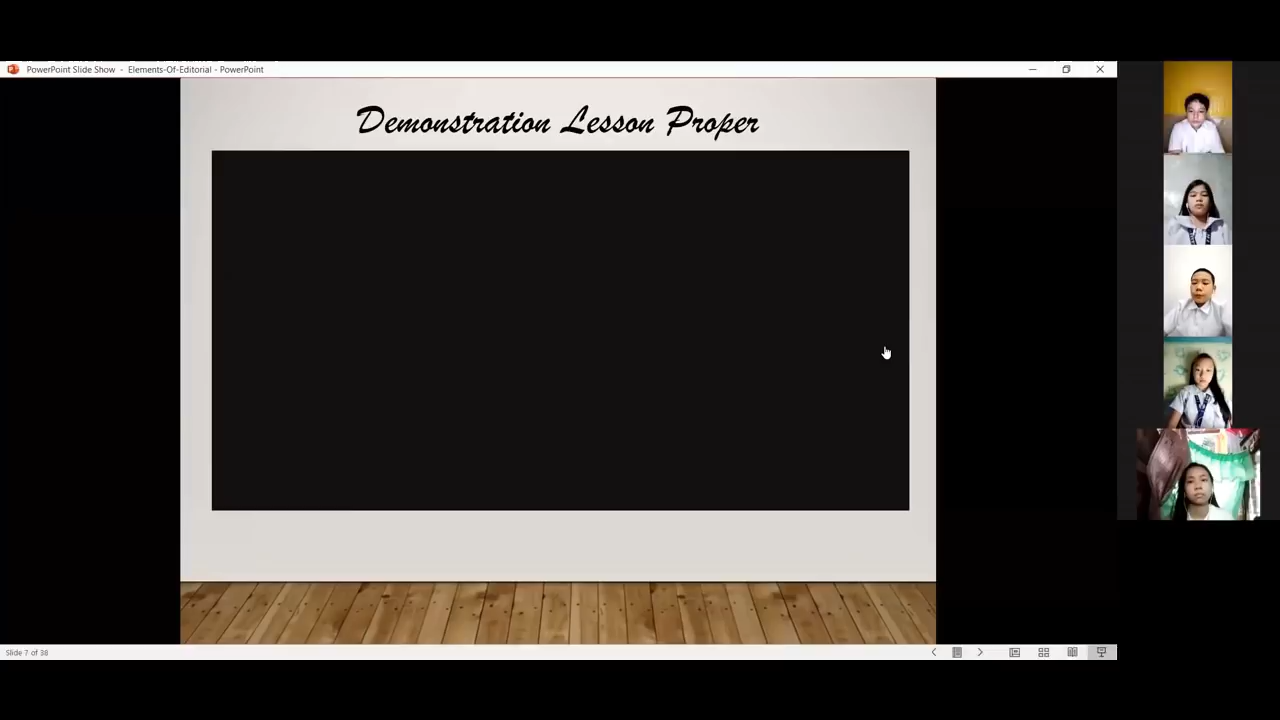 PowerPoint Slide Show - Elements-Of-Editorial - PowerPoint
Demonstration Lesson Proper
Slide 7 of 38